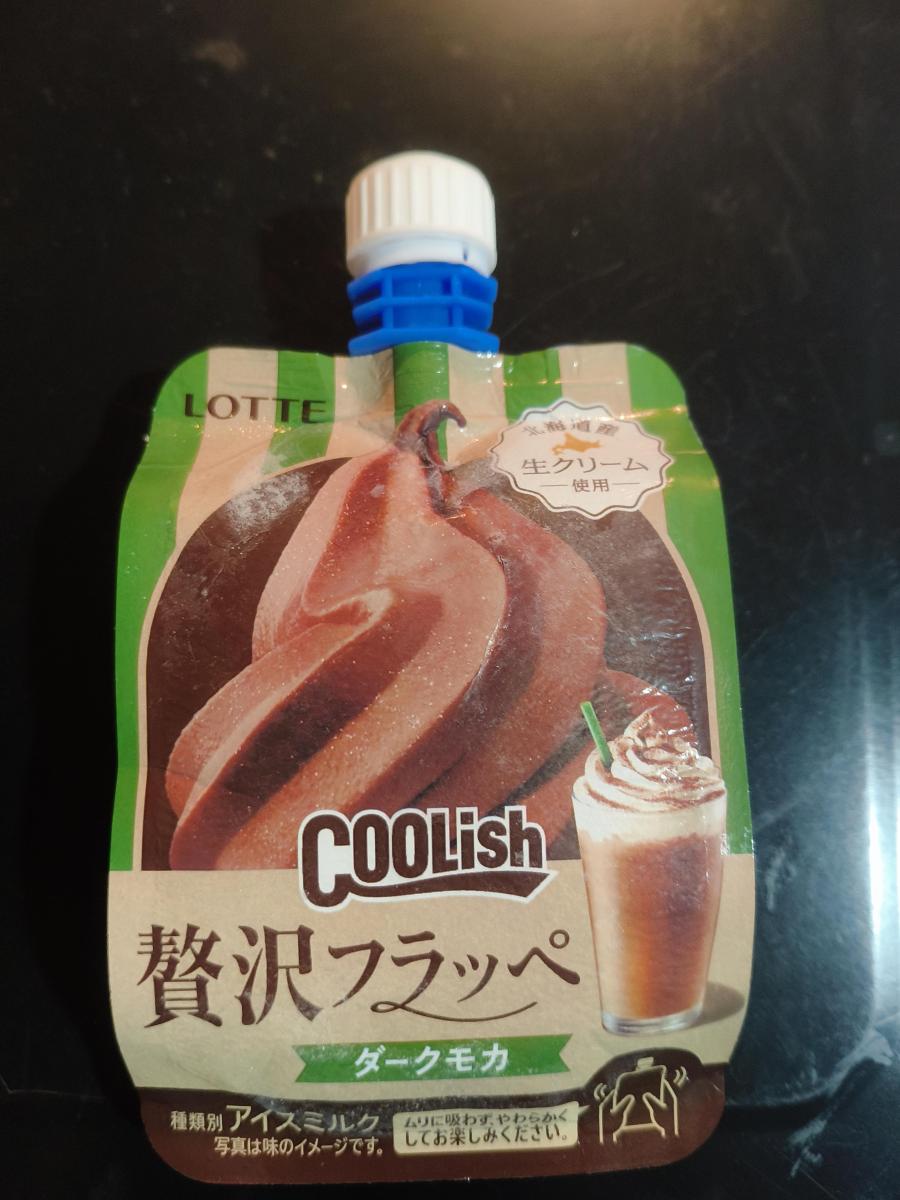 LOTTE
北海道産
生クリーム
使用
COOLish
贅沢フラッペ
ダークモカ
種類別アイスミルク
写真は味のイメージです。
ムリに吸わず、やわらかく
してお楽しみください。